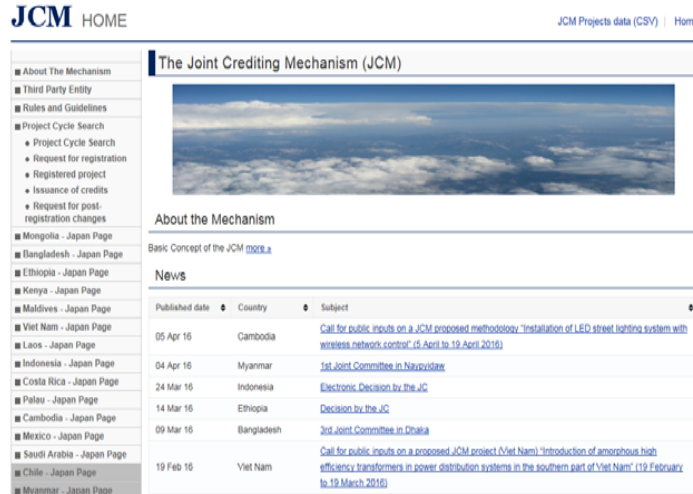 JCM HOME
JCM Projects data (CSV) | Hom
About The Mechanism
Third Party Entity
Rules and Guidelines
Project Cycle Search
Project Cycle Search
Request for registration
Registered project
Issuance of credits
Request for post-
registration changes
Mongolia - Japan Page
Bangladesh - Japan Page
Ethiopia - Japan Page
Kenya - Japan Page
Maldives - Japan Page
Viet Nam - Japan Page
Laos - Japan Page
Indonesia - Japan Page
Costa Rica - Japan Page
Palau - Japan Page
Cambodia - Japan Page
Mexico - Japan Page
Saudi Arabia - Japan Page
Chile - Japan Page
Myanmar - Japan Page
The Joint Crediting Mechanism (JCM)
About the Mechanism
Basic Concept of the JCM more »
News
Published date Country Subject
05 Apr 16 Cambodia Call for public inputs on a JCM proposed methodology "Installation of LED street lighting system with
wireless network control" (5 April to 19 April 2016)
04 Apr 16 Myanmar 1st Joint Committee in Naypyidaw
24 Mar 16 Indonesia Electronic Decision by the JC
14 Mar 16 Ethiopia Decision by the JC
09 Mar 16 Bangladesh 3rd Joint Committee in Dhaka
19 Feb 16 Viet Nam Call for public inputs on a proposed JCM project (Viet Nam) "Introduction of amorphous high
efficiency transformers in power distribution systems in the southern part of Viet Nam" (19 February
to 19 March 2016)